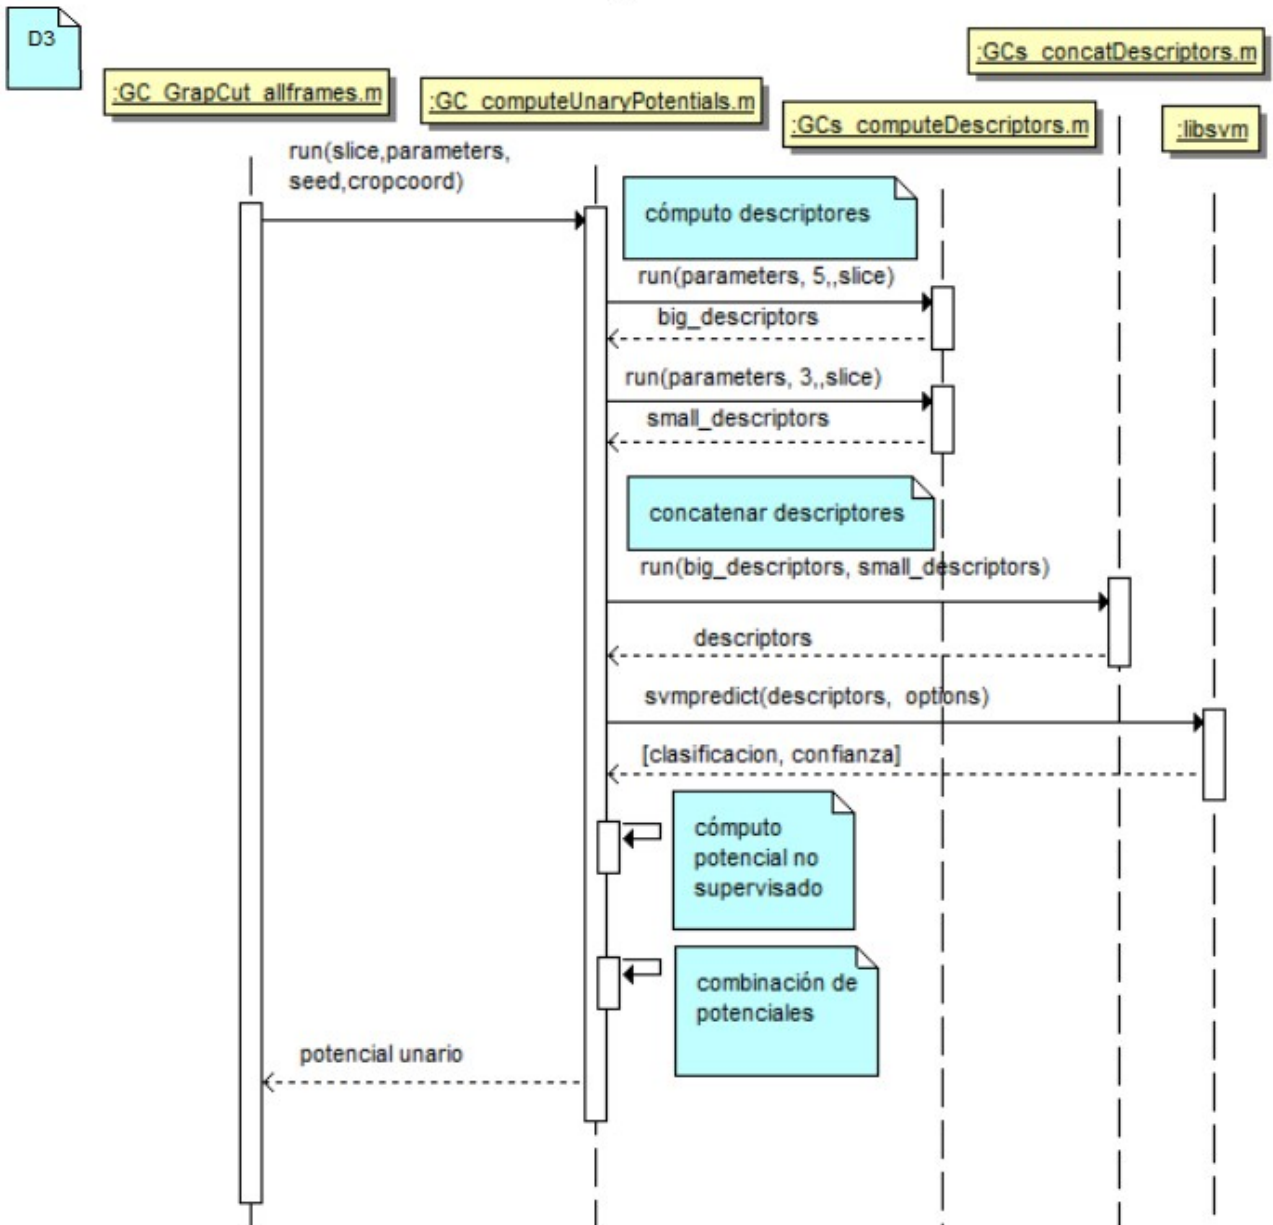 D3
:GC_GrapCut_allframes.m
:GC_computeUnaryPotentials.m
:GCs_computeDescriptors.m
:GCs_concatDescriptors.m
:libsvm
run(slice,parameters,
seed,cropcoord)
cómputo descriptores
run(parameters, 5,,slice)
big_descriptors
run(parameters, 3,,slice)
small_descriptors
concatenar descriptores
run(big_descriptors, small_descriptors)
descriptors
svmpredict(descriptors, options)
[clasificacion, confianza]
cómputo
potencial no
supervisado
combinación de
potenciales
potencial unario